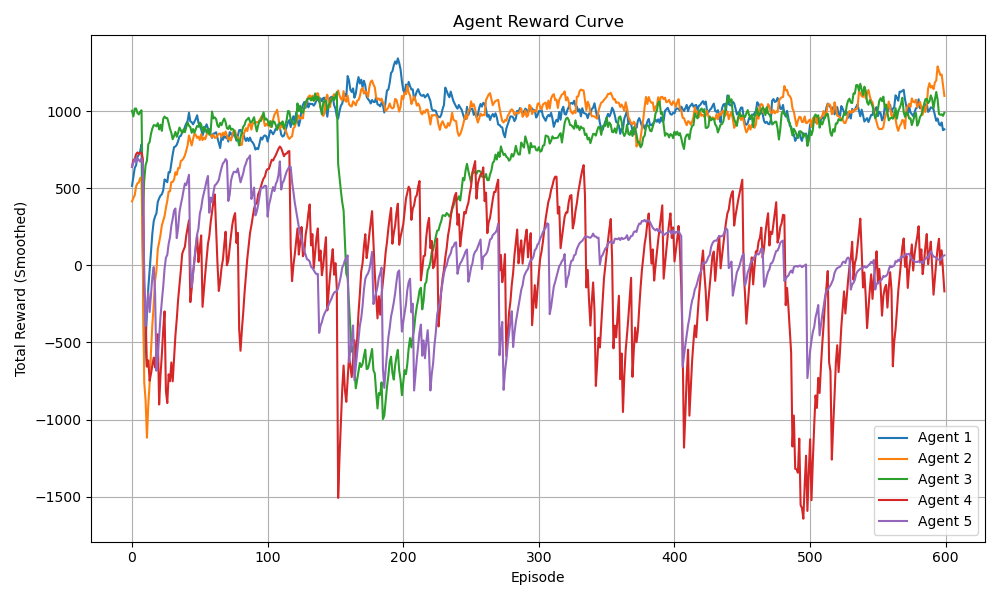 Agent Reward Curve
Total Reward (Smoothed)
1000
500
0
−500
−1000
−1500
0 100 200 300 400 500 600
Episode
Agent 1
Agent 2
Agent 3
Agent 4
Agent 5